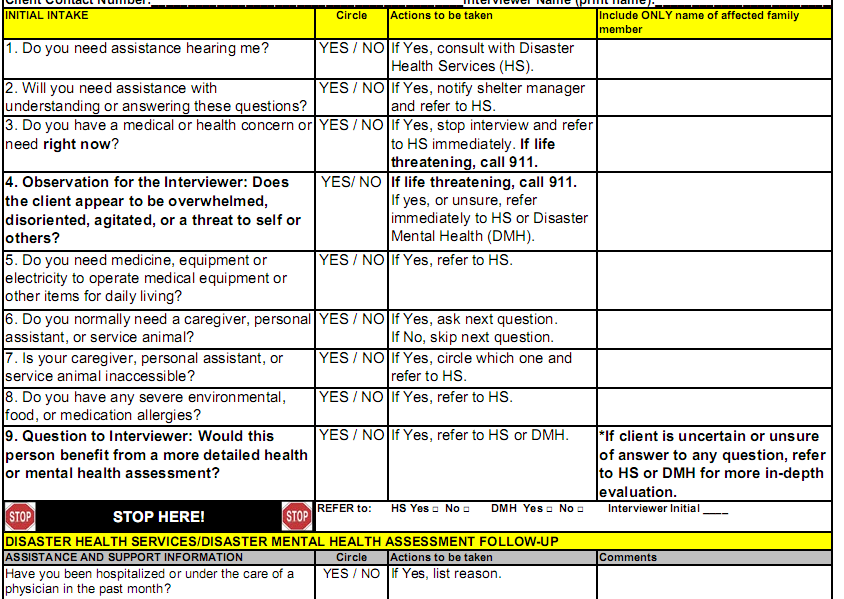 Client Contact Number: Interviewer Name (print name):
INITIAL INTAKE Circle Actions to be taken Include ONLY name of affected family
member
1. Do you need assistance hearing me? YES / NO If Yes, consult with Disaster
Health Services (HS).
2. Will you need assistance with YES / NO If Yes, notify shelter manager
understanding or answering these questions? and refer to HS.
3. Do you have a medical or health concern or YES / NO If Yes, stop interview and refer
need right now? to HS immediately. If life
threatening, call 911.
4. Observation for the Interviewer: Does YES/ NO If life threatening, call 911.
the client appear to be overwhelmed, If yes, or unsure, refer
disoriented, agitated, or a threat to self or immediately to HS or Disaster
others? Mental Health (DMH).
5. Do you need medicine, equipment or YES / NO If Yes, refer to HS.
electricity to operate medical equipment or
other items for daily living?
6. Do you normally need a caregiver, personal YES / NO If Yes, ask next question.
assistant, or service animal? If No, skip next question.
7. Is your caregiver, personal assistant, or YES / NO If Yes, circle which one and
service animal inaccessible? refer to HS.
8. Do you have any severe environmental, YES / NO If Yes, refer to HS.
food, or medication allergies?
9. Question to Interviewer: Would this YES / NO If Yes, refer to HS or DMH. *If client is uncertain or unsure
person benefit from a more detailed health of answer to any question, refer
or mental health assessment? to HS or DMH for more in-depth
evaluation.
STOP STOP HERE! STOP REFER to: HS Yes □ No □ DMH Yes □ No □ Interviewer Initial ____
DISASTER HEALTH SERVICES/DISASTER MENTAL HEALTH ASSESSMENT FOLLOW-UP
ASSISTANCE AND SUPPORT INFORMATION Circle Actions to be taken Comments
Have you been hospitalized or under the care of a YES / NO If Yes, list reason.
physician in the past month?